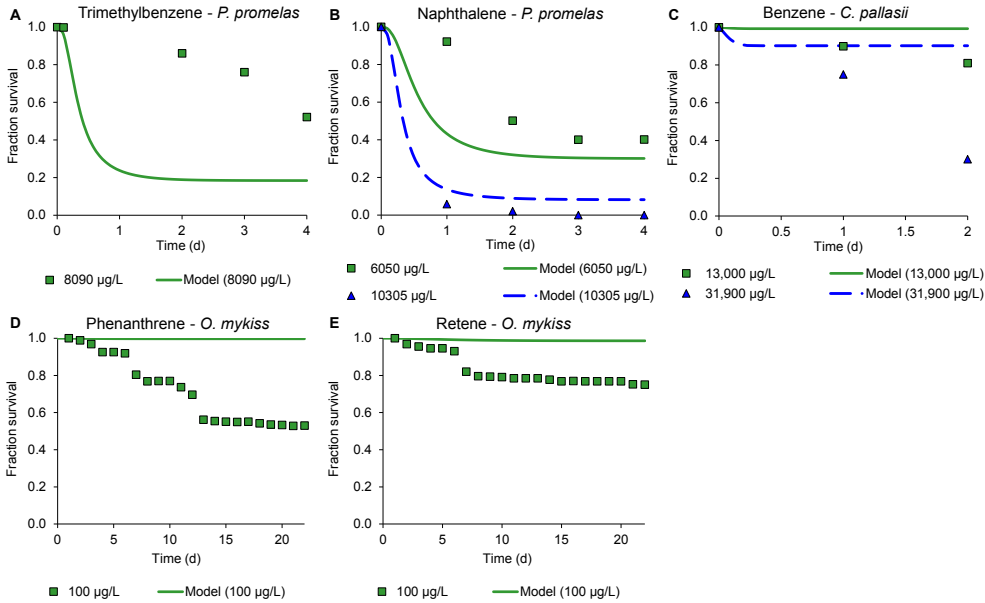 A Trimethylbenzene - P. promelas
Fraction survival
1.0
0.8
0.6
0.4
0.2
0.0
0 1 2 3 4
Time (d)
8090 µg/L Model (8090 µg/L)
B Naphthalene - P. promelas
Fraction survival
1.0
0.8
0.6
0.4
0.2
0.0
0 1 2 3 4
Time (d)
6050 µg/L Model (6050 µg/L)
10305 µg/L Model (10305 µg/L)
C Benzene - C. pallasii
Fraction survival
1.0
0.8
0.6
0.4
0.2
0.0
0 0.5 1 1.5 2
Time (d)
13,000 µg/L Model (13,000 µg/L)
31,900 µg/L Model (31,900 µg/L)
D Phenanthrene - O. mykiss
Fraction survival
1.0
0.8
0.6
0.4
0.2
0.0
0 5 10 15 20
Time (d)
100 µg/L Model (100 µg/L)
E Retene - O. mykiss
Fraction survival
1.0
0.8
0.6
0.4
0.2
0.0
0 5 10 15 20
Time (d)
100 µg/L Model (100 µg/L)